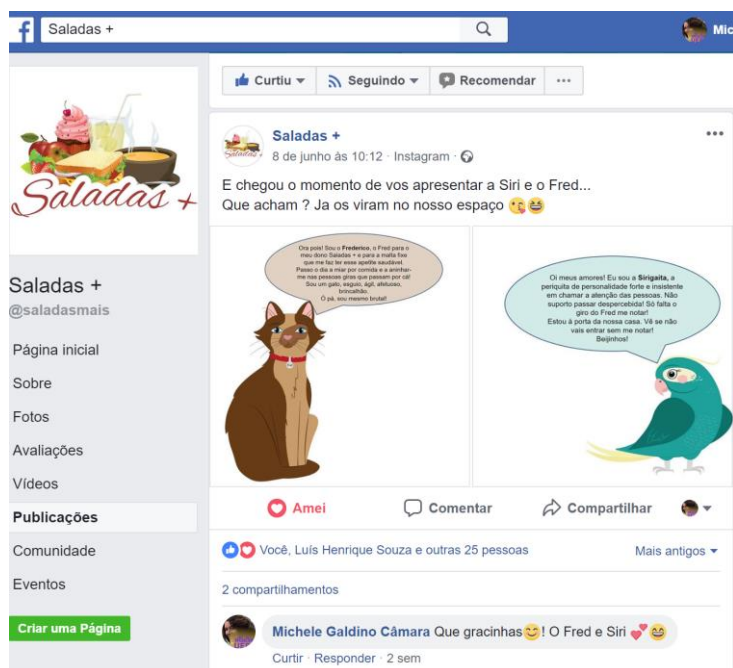 Saladas +
Mic
Curtiu
Seguindo
Recomendar
Saladas +
Saladas +
8 de junho às 10:12 · Instagram ·
E chegou o momento de vos apresentar a Siri e o Fred...
Que acham ? Ja os viram no nosso espaço
Ora pois! Sou o Frederico, o Fred para o
meu dono Saladas + e para a malta fixe
que me faz ter esse apetite saudável.
Passo o dia a miar por comida e a aninhar-
me nas pessoas giras que passam por cá!
Sou um gato, esguio, ágil, afetuoso,
brincalhão.
Ó pá, sou mesmo brutal!
Oi meus amores! Eu sou a Sirigaita, a
periquita de personalidade forte e insistente
em chamar a atenção das pessoas. Não
suporto passar despercebida! Só falta o
giro do Fred me notar!
Estou à porta da nossa casa. Vê se não
vais entrar sem me notar!
Beijinhos!
Saladas +
@saladasmais
Página inicial
Sobre
Fotos
Avaliações
Vídeos
Publicações
Comunidade
Eventos
Criar uma Página
Amei
Comentar
Compartilhar
Você, Luís Henrique Souza e outras 25 pessoas
Mais antigos
2 compartilhamentos
Michele Galdino Câmara Que gracinhas! O Fred e Siri
Curtir · Responder · 2 sem